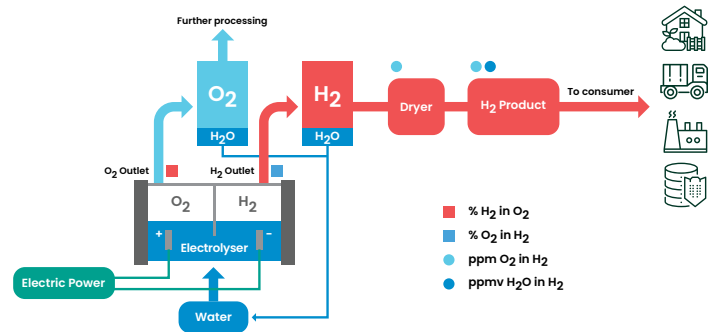 Further processing
O₂
H₂
H₂O
H₂O
Dryer
H₂ Product
To consumer
O₂ Outlet
H₂ Outlet
O₂
H₂
+
−
Electrolyser
Electric Power
Water
% H₂ in O₂
% O₂ in H₂
ppm O₂ in H₂
ppmv H₂O in H₂